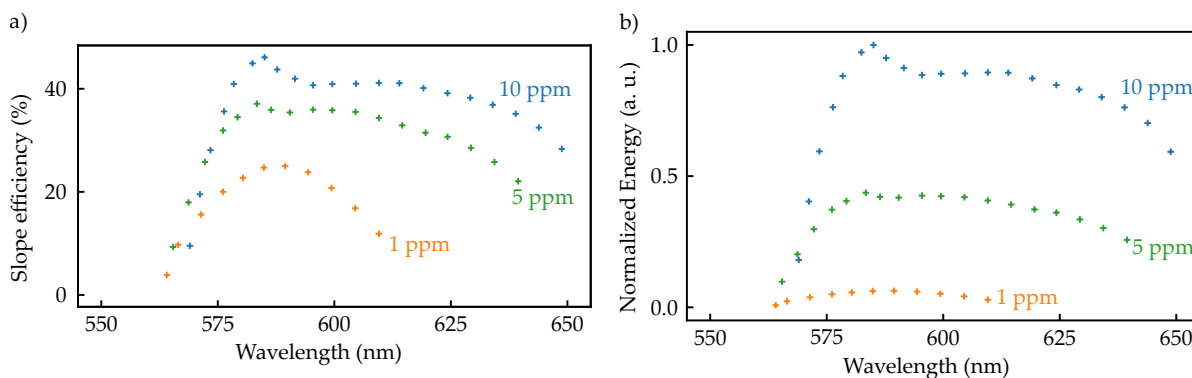 a)
Slope efficiency (%)
40
20
0
10 ppm
5 ppm
1 ppm
550
575
600
625
650
Wavelength (nm)
b)
Normalized Energy (a. u.)
1.0
0.5
0.0
10 ppm
5 ppm
1 ppm
550
575
600
625
650
Wavelength (nm)